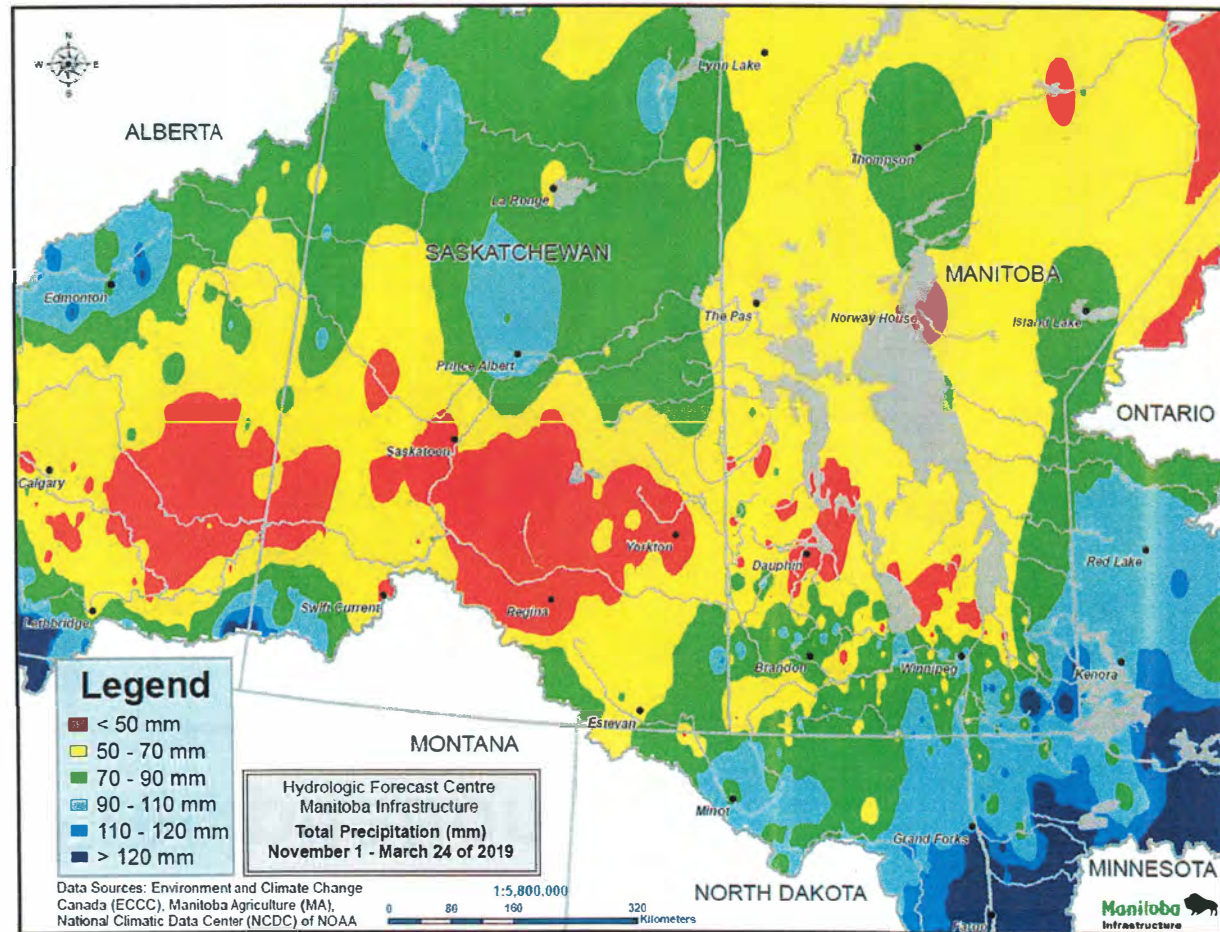 N
W E
S
ALBERTA
Lynn Lake
Thompson
La Ronge
SASKATCHEWAN
MANITOBA
Edmonton
The Pas
Norway House
Island Lake
Prince Albert
ONTARIO
Saskatoon
Calgary
Yorkton
Dauphin
Red Lake
Swift Current
Regina
Lethbridge
Brandon
Winnipeg
Kenora
Estevan
MONTANA
Minot
Grand Forks
NORTH DAKOTA
MINNESOTA
Fargo
Legend
< 50 mm
50 - 70 mm
70 - 90 mm
90 - 110 mm
110 - 120 mm
> 120 mm
Hydrologic Forecast Centre
Manitoba Infrastructure
Total Precipitation (mm)
November 1 - March 24 of 2019
Data Sources: Environment and Climate Change
Canada (ECCC), Manitoba Agriculture (MA),
National Climatic Data Center (NCDC) of NOAA
1:5,800,000
0 80 160 320
Kilometers
Manitoba
Infrastructure